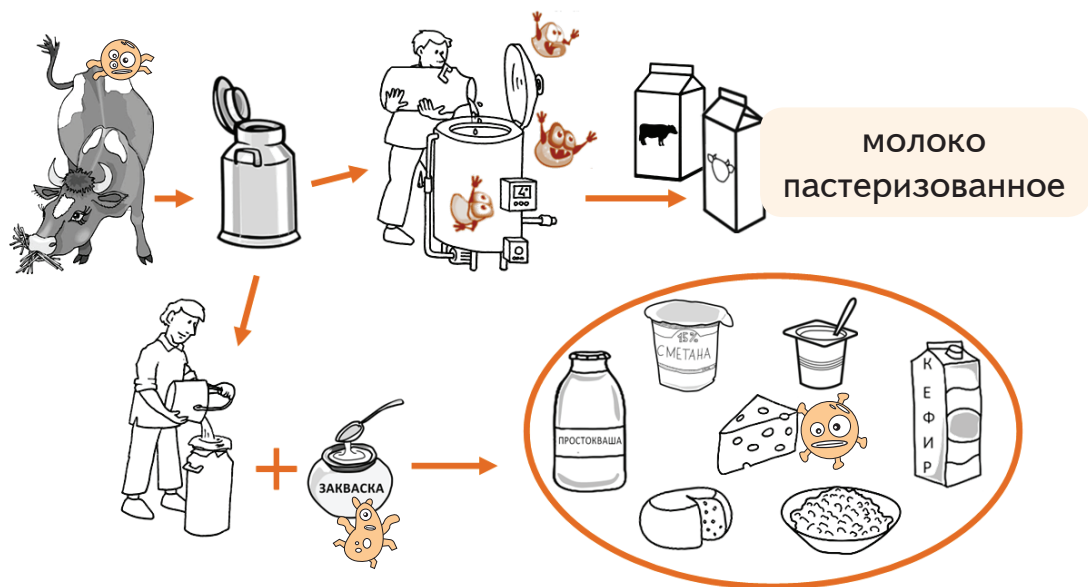 молоко
пастеризованное
15%
СМЕТАНА
КЕФИР
ПРОСТОКВАША
ЗАКВАСКА